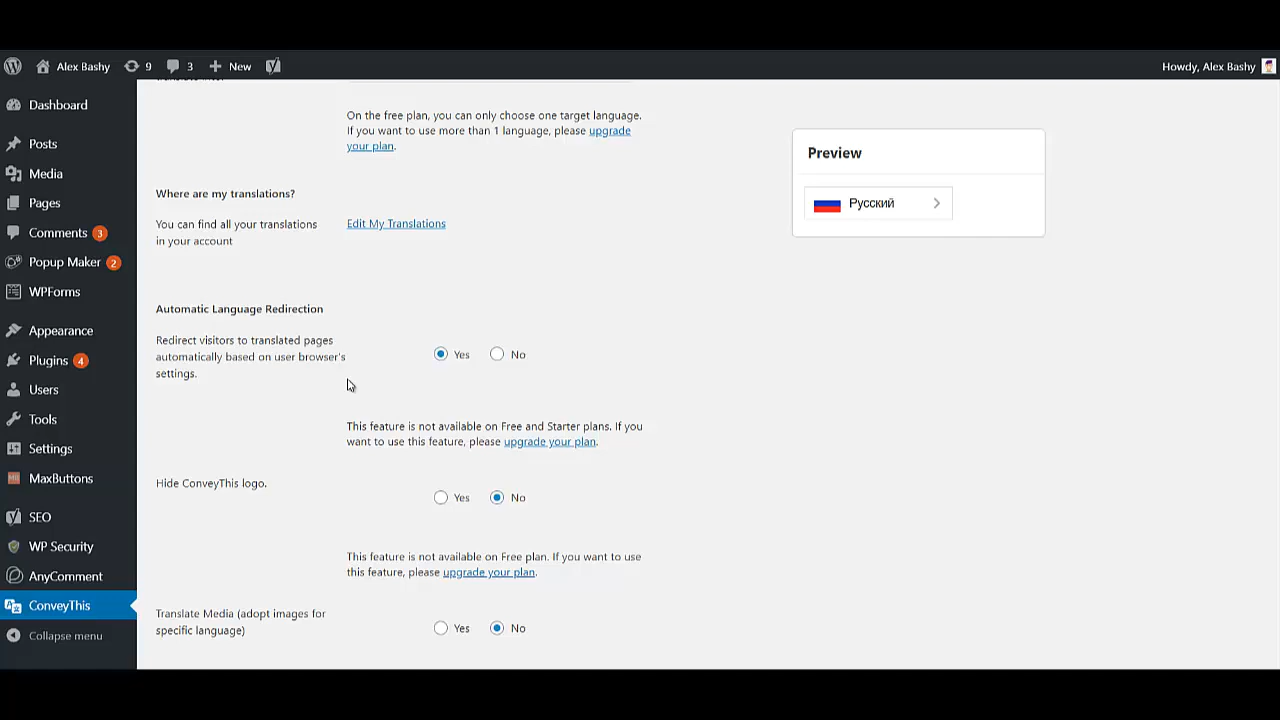 Alex Bashy
9
3
New
Howdy, Alex Bashy
Dashboard
Posts
Media
Pages
Comments 3
Popup Maker 2
WPForms
Appearance
Plugins 4
Users
Tools
Settings
MaxButtons
SEO
WP Security
AnyComment
ConveyThis
Collapse menu
On the free plan, you can only choose one target language.
If you want to use more than 1 language, please upgrade
your plan.
Where are my translations?
You can find all your translations
in your account
Edit My Translations
Automatic Language Redirection
Redirect visitors to translated pages
automatically based on user browser's
settings.
Yes No
This feature is not available on Free and Starter plans. If you
want to use this feature, please upgrade your plan.
Hide ConveyThis logo.
Yes No
This feature is not available on Free plan. If you want to use
this feature, please upgrade your plan.
Translate Media (adopt images for
specific language)
Yes No
Preview
Русский